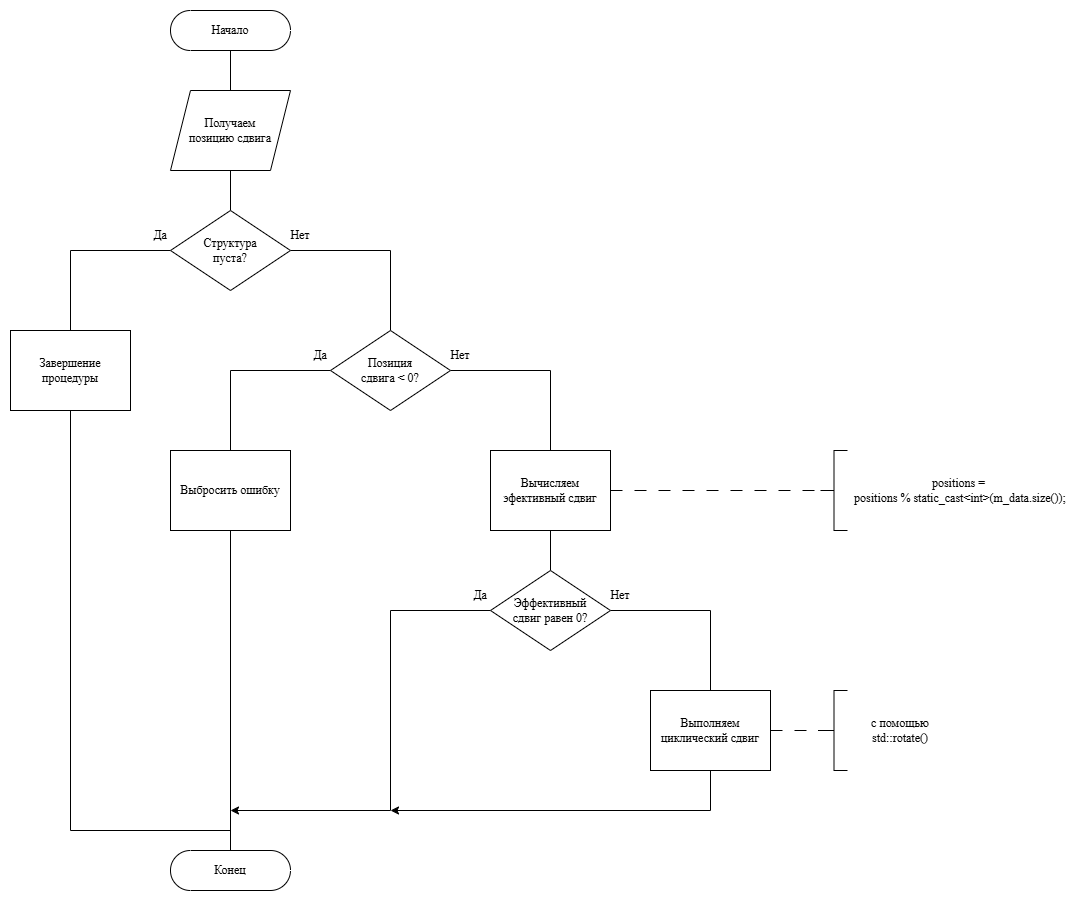 Начало
Получаем
позицию сдвига
Да
Нет
Структура
пуста?
Завершение
процедуры
Да
Нет
Позиция
сдвига < 0?
Выбросить ошибку
Вычисляем
эфективный сдвиг
positions =
positions % static_cast<int>(m_data.size());
Да
Нет
Эффективный
сдвиг равен 0?
Выполняем
циклический сдвиг
с помощью
std::rotate()
Конец